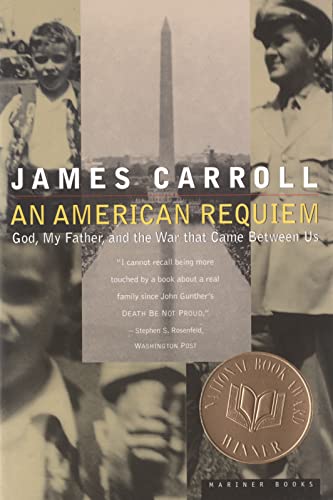 JAMES CARROLL
AN AMERICAN REQUIEM
God, My Father, and the War that Came Between Us
"I cannot recall being more
touched by a book about a real
family since John Gunther's
DEATH BE NOT PROUD."
— Stephen S. Rosenfeld,
WASHINGTON POST
NATIONAL BOOK AWARD
WINNER
MARINER BOOKS